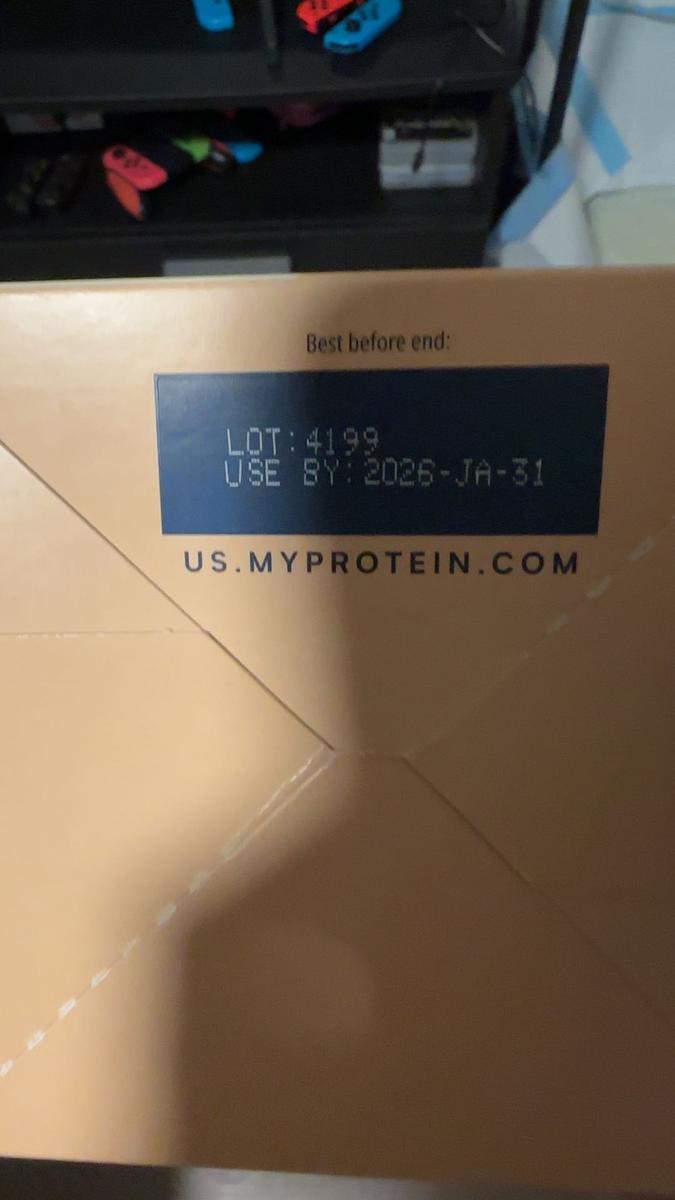 Best before end:
LOT:4199
USE BY:2026-JA-31
US.MYPROTEIN.COM